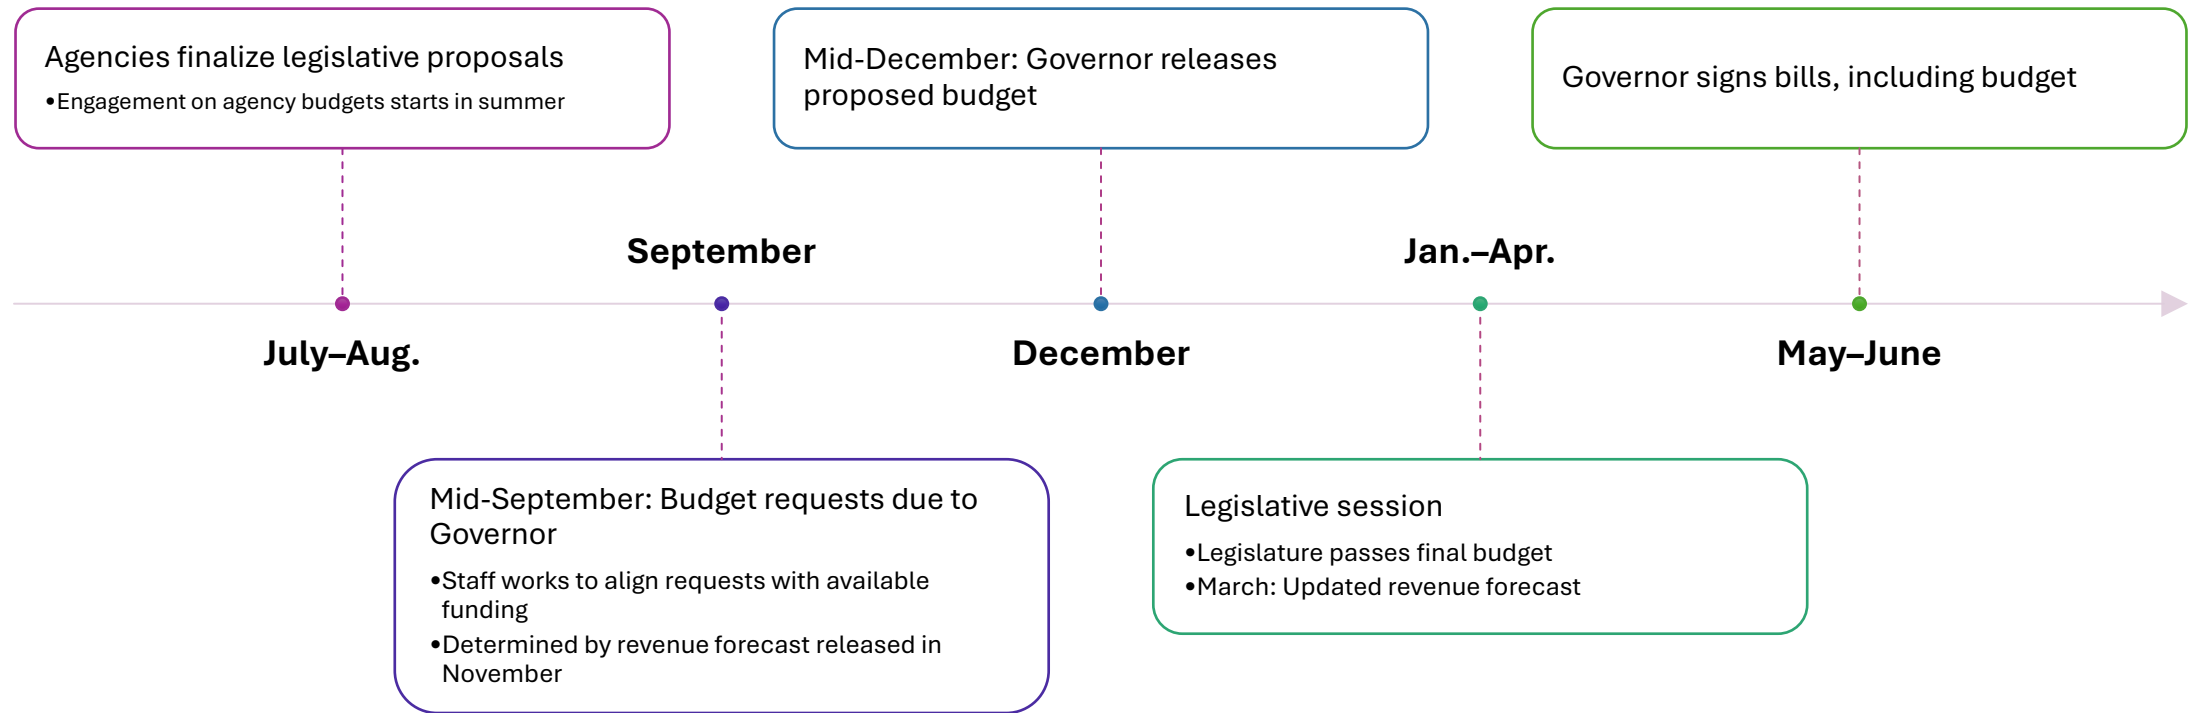 Agencies finalize legislative proposals
•Engagement on agency budgets starts in summer
Mid-December: Governor releases
proposed budget
Governor signs bills, including budget
September
Jan.–Apr.
July–Aug.
December
May–June
Mid-September: Budget requests due to
Governor
•Staff works to align requests with available
funding
•Determined by revenue forecast released in
November
Legislative session
•Legislature passes final budget
•March: Updated revenue forecast